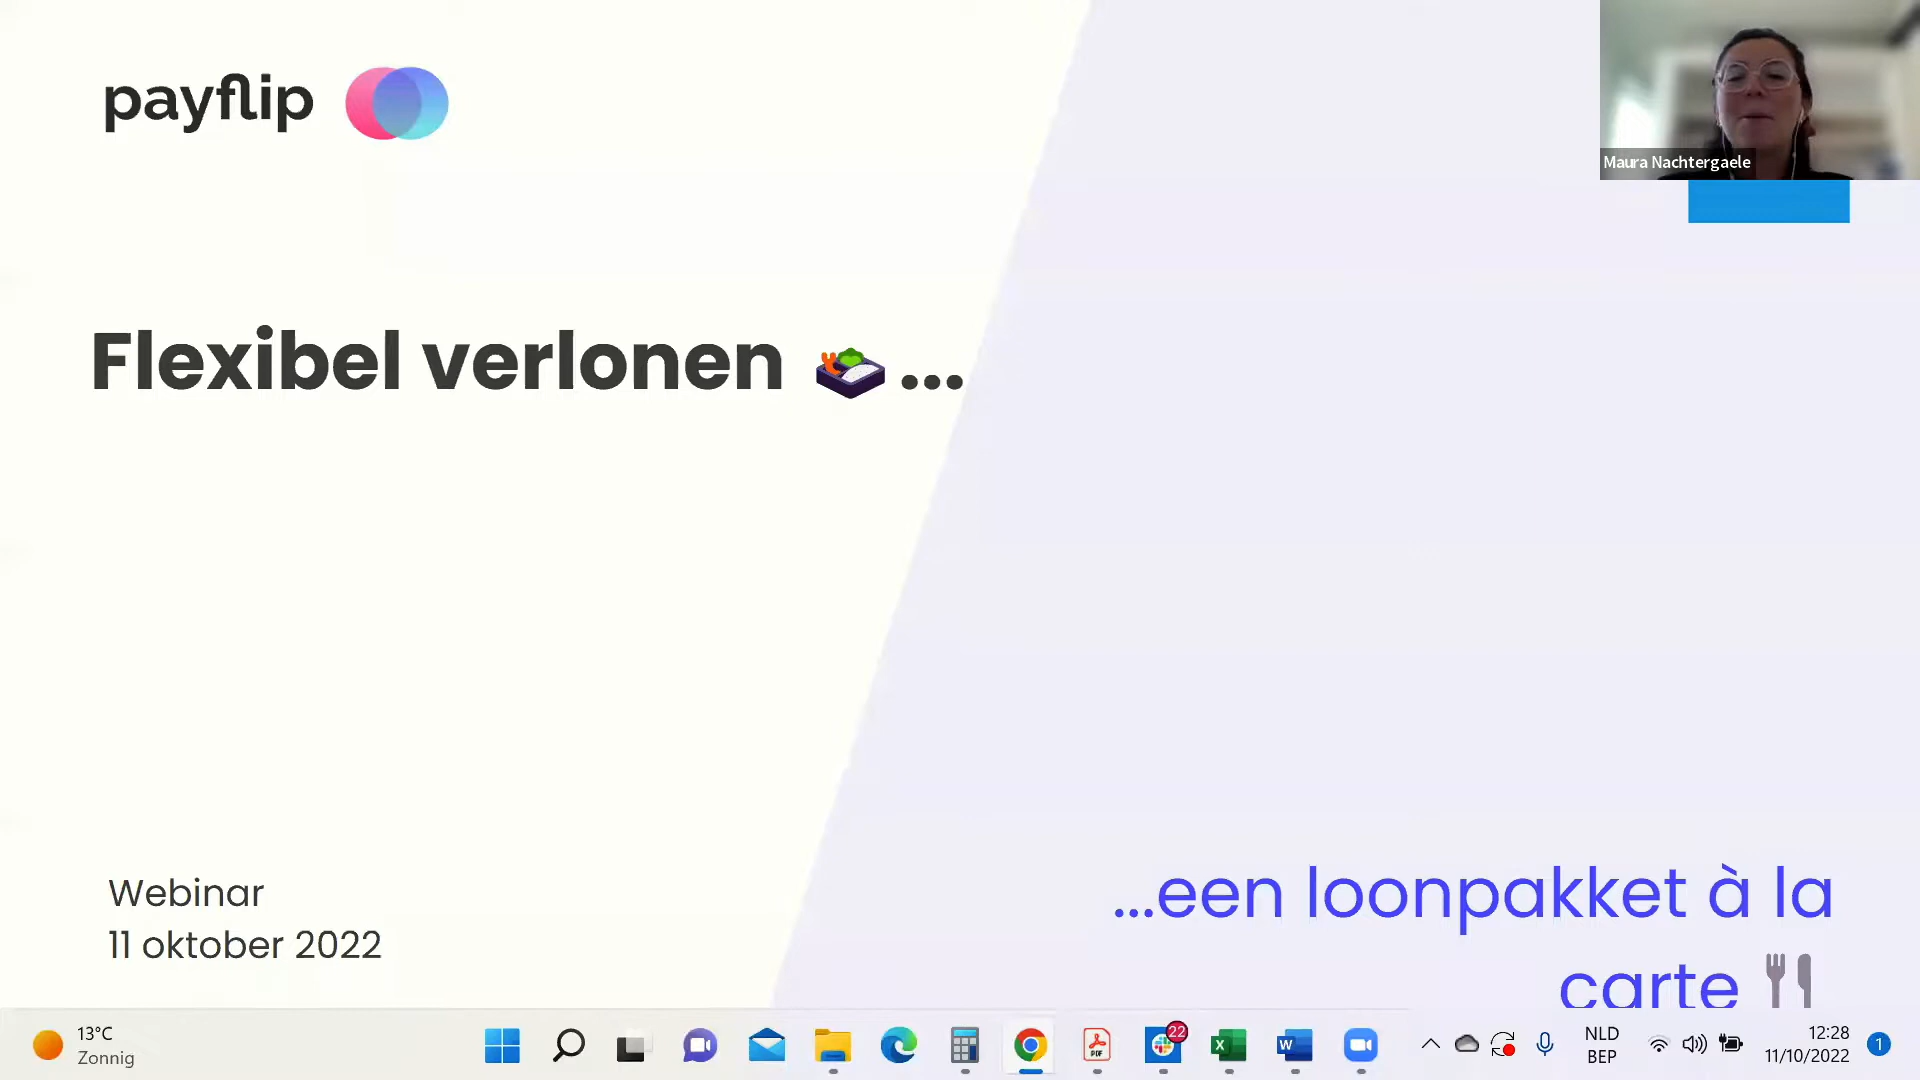 payflip
Maura Nachtergaele
Flexibel verlonen 🍱 ...
Webinar
11 oktober 2022
...een loonpakket à la
carte 🍴
13°C
Zonnig
PDF
22
X
W
NLD
BEP
12:28
11/10/2022
1